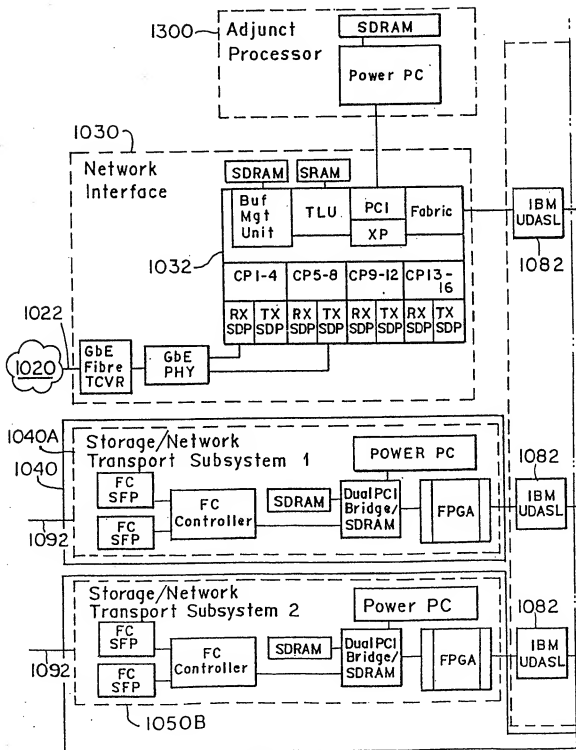 1300
Adjunct
Processor
SDRAM
Power PC
1030
Network
Interface
SDRAM
SRAM
Buf
Mgt
Unit
TLU
PCI
XP
Fabric
1032
CP1-4
CP5-8
CP9-12
CP13-
16
RX
SDP
TX
SDP
RX
SDP
TX
SDP
RX
SDP
TX
SDP
RX
SDP
TX
SDP
IBM
UDASL
1082
1022
1020
GbE
Fibre
TCVR
GbE
PHY
1040A
1040
Storage/Network
Transport Subsystem 1
POWER PC
FC
SFP
FC
SFP
FC
Controller
SDRAM
Dual PCI
Bridge/
SDRAM
FPGA
1082
IBM
UDASL
1092
Storage/Network
Transport Subsystem 2
Power PC
FC
SFP
FC
SFP
FC
Controller
SDRAM
Dual PCI
Bridge/
SDRAM
FPGA
1082
IBM
UDASL
1092
1050B